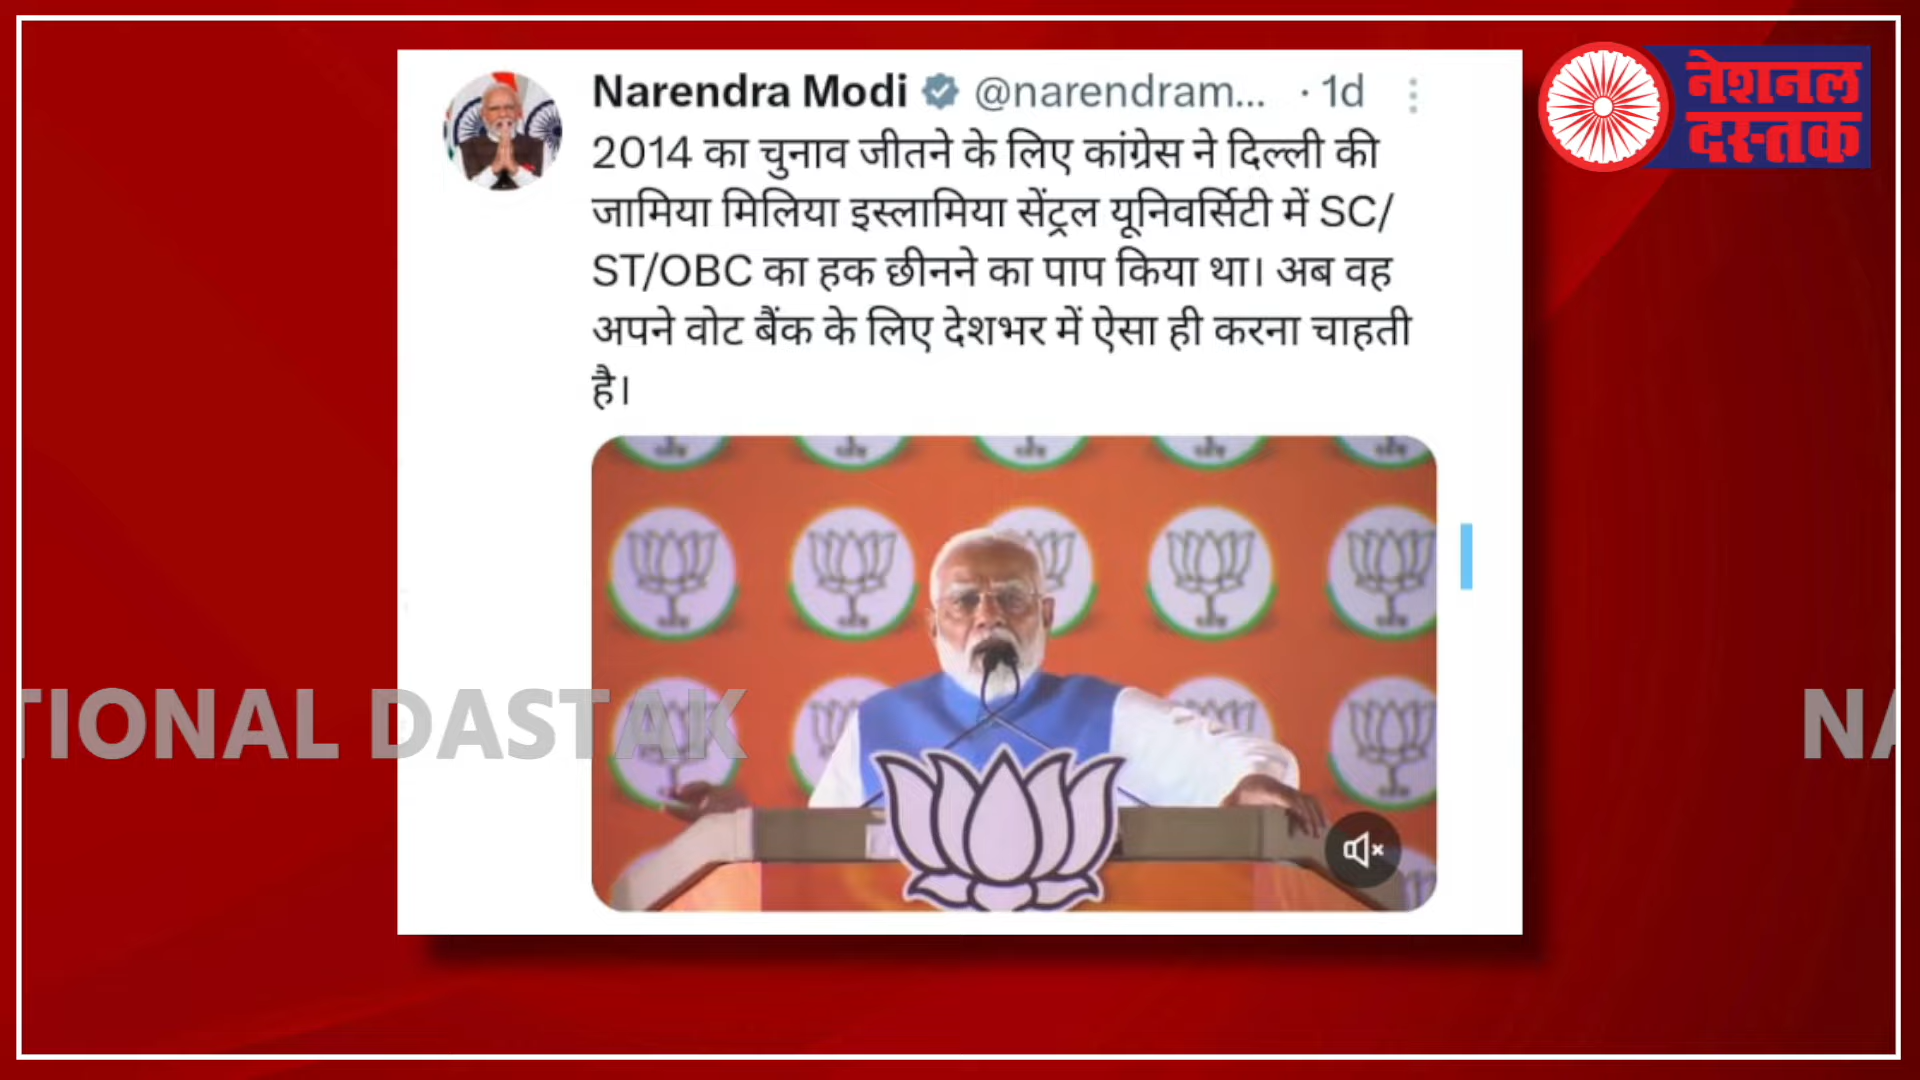 Narendra Modi @narendram... · 1d
2014 का चुनाव जीतने के लिए कांग्रेस ने दिल्ली की
जामिया मिलिया इस्लामिया सेंट्रल यूनिवर्सिटी में SC/
ST/OBC का हक छीनने का पाप किया था। अब वह
अपने वोट बैंक के लिए देशभर में ऐसा ही करना चाहती
है।
नेशनल
दस्तक
TIONAL DASTAK
NA